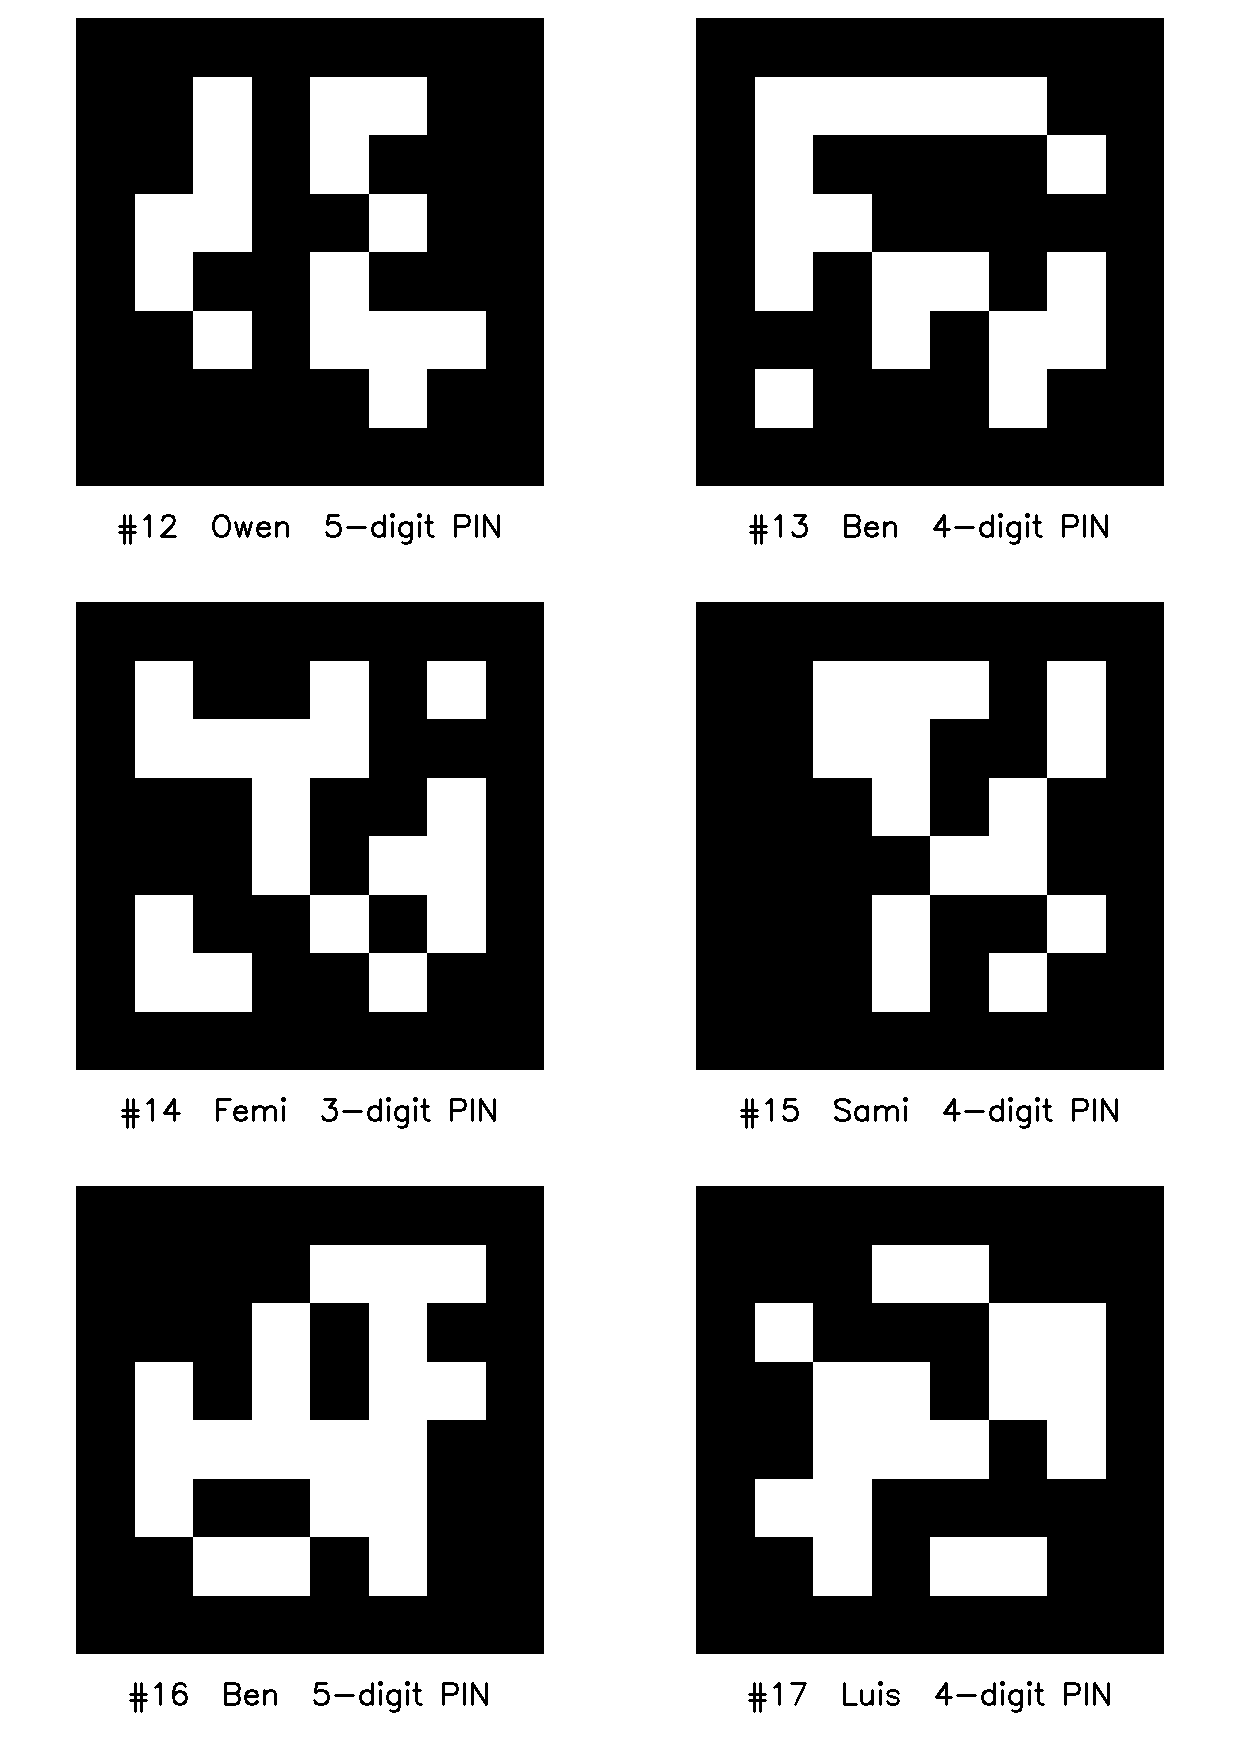 #12 Owen 5-digit PIN
#13 Ben 4-digit PIN
#14 Femi 3-digit PIN
#15 Sami 4-digit PIN
#16 Ben 5-digit PIN
#17 Luis 4-digit PIN